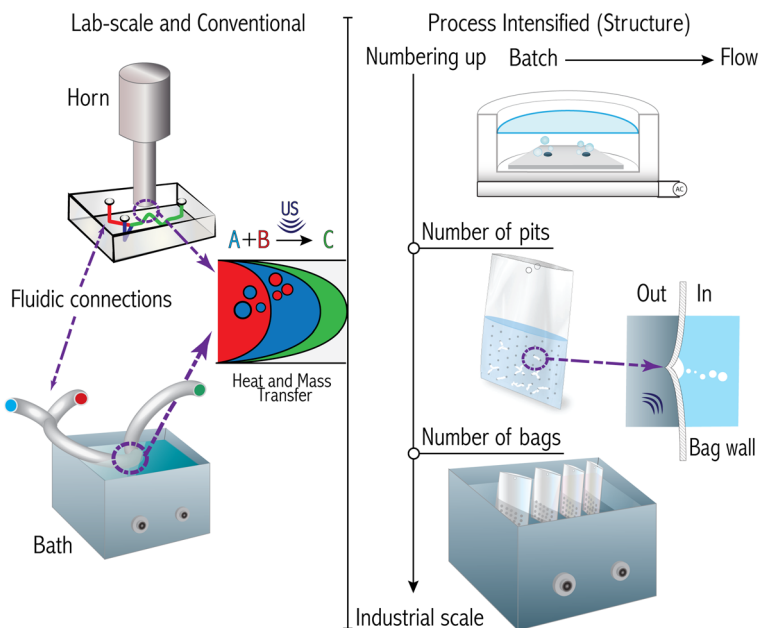 Lab-scale and Conventional
Horn
US
A+B → C
Fluidic connections
Heat and Mass
Transfer
Bath
Process Intensified (Structure)
Numbering up Batch Flow
AC
Number of pits
Out In
Bag wall
Number of bags
Industrial scale